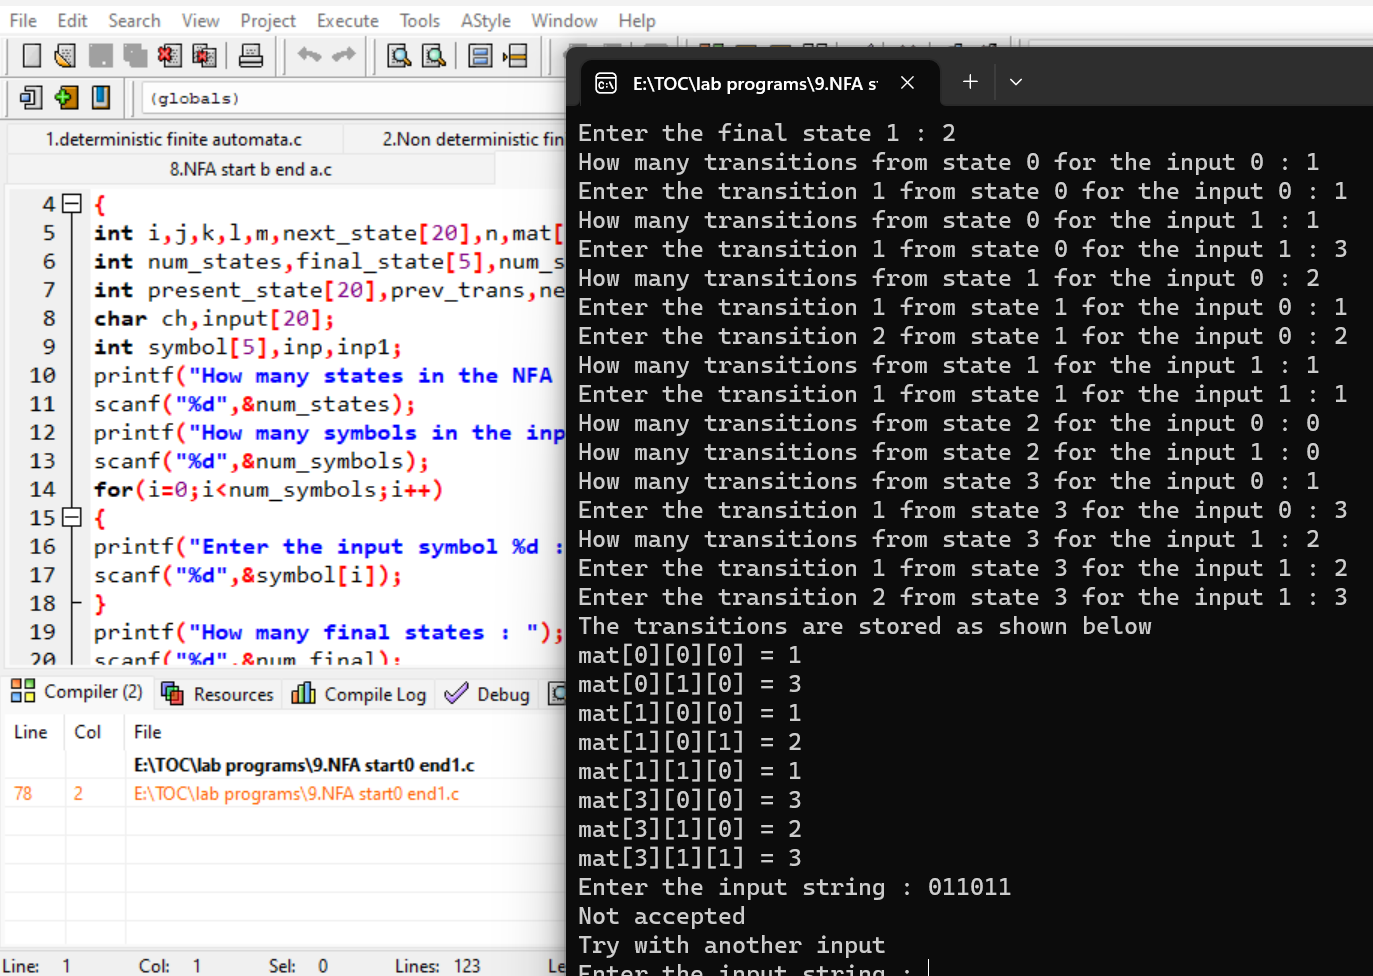 File Edit Search View Project Execute Tools AStyle Window Help
(globals)
1.deterministic finite automata.c 2.Non deterministic fin
8.NFA start b end a.c
4 {
5 int i,j,k,l,m,next_state[20],n,mat[
6 int num_states,final_state[5],num_s
7 int present_state[20],prev_trans,ne
8 char ch,input[20];
9 int symbol[5],inp,inp1;
10 printf("How many states in the NFA
11 scanf("%d",&num_states);
12 printf("How many symbols in the inp
13 scanf("%d",&num_symbols);
14 for(i=0;i<num_symbols;i++)
15 {
16 printf("Enter the input symbol %d :
17 scanf("%d",&symbol[i]);
18 }
19 printf("How many final states : ");
20 scanf("%d",&num_final);
Compiler (2) Resources Compile Log Debug
Line Col File
E:\TOC\lab programs\9.NFA start0 end1.c
78 2 E:\TOC\lab programs\9.NFA start0 end1.c
Line: 1 Col: 1 Sel: 0 Lines: 123 Le
E:\TOC\lab programs\9.NFA s
Enter the final state 1 : 2
How many transitions from state 0 for the input 0 : 1
Enter the transition 1 from state 0 for the input 0 : 1
How many transitions from state 0 for the input 1 : 1
Enter the transition 1 from state 0 for the input 1 : 3
How many transitions from state 1 for the input 0 : 2
Enter the transition 1 from state 1 for the input 0 : 1
Enter the transition 2 from state 1 for the input 0 : 2
How many transitions from state 1 for the input 1 : 1
Enter the transition 1 from state 1 for the input 1 : 1
How many transitions from state 2 for the input 0 : 0
How many transitions from state 2 for the input 1 : 0
How many transitions from state 3 for the input 0 : 1
Enter the transition 1 from state 3 for the input 0 : 3
How many transitions from state 3 for the input 1 : 2
Enter the transition 1 from state 3 for the input 1 : 2
Enter the transition 2 from state 3 for the input 1 : 3
The transitions are stored as shown below
mat[0][0][0] = 1
mat[0][1][0] = 3
mat[1][0][0] = 1
mat[1][0][1] = 2
mat[1][1][0] = 1
mat[3][0][0] = 3
mat[3][1][0] = 2
mat[3][1][1] = 3
Enter the input string : 011011
Not accepted
Try with another input
Enter the input string :